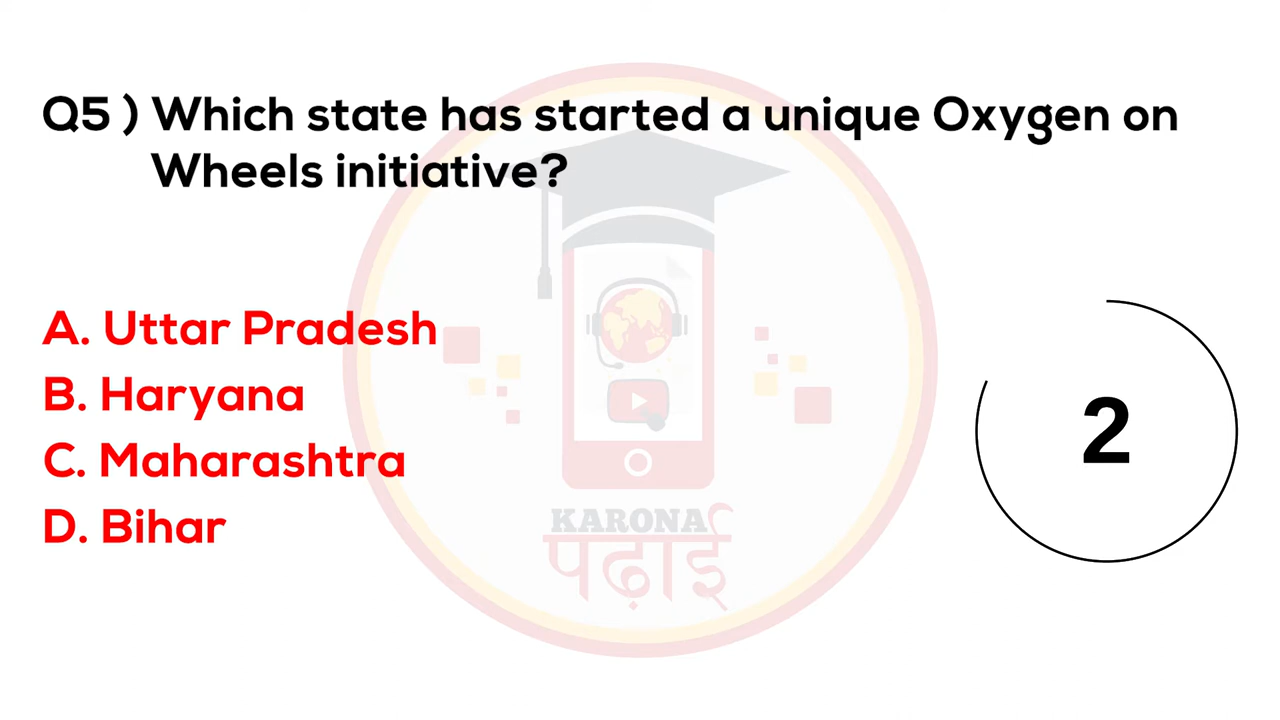 Q5 ) Which state has started a unique Oxygen on
Wheels initiative?
A. Uttar Pradesh
B. Haryana
C. Maharashtra
D. Bihar
2
KARONA
पढ़ाई